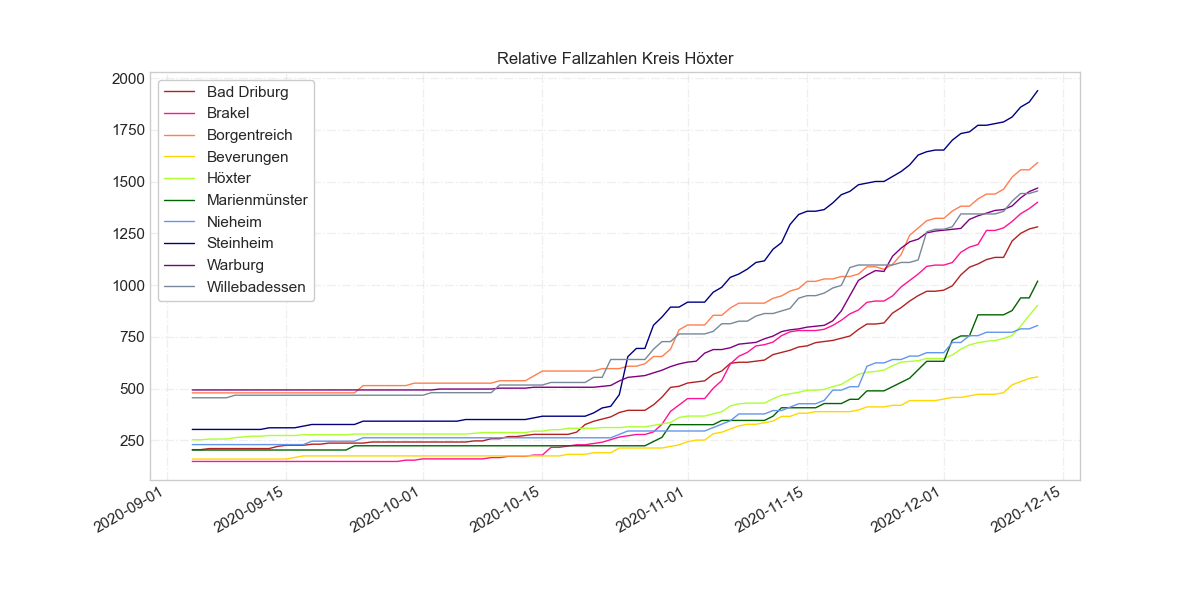 Relative Fallzahlen Kreis Höxter
2000
1750
1500
1250
1000
750
500
250
Bad Driburg
Brakel
Borgentreich
Beverungen
Höxter
Marienmünster
Nieheim
Steinheim
Warburg
Willebadessen
2020-09-01
2020-09-15
2020-10-01
2020-10-15
2020-11-01
2020-11-15
2020-12-01
2020-12-15